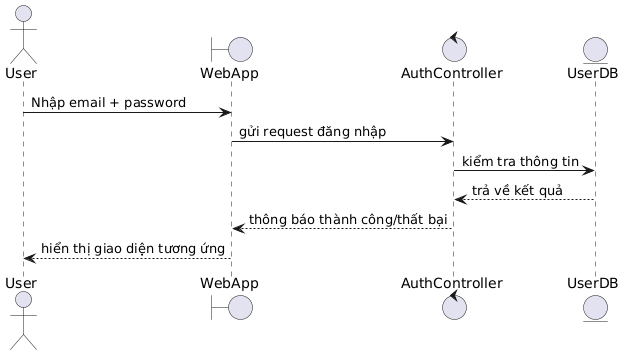 User
WebApp
AuthController
UserDB
Nhập email + password
gửi request đăng nhập
kiểm tra thông tin
trả về kết quả
thông báo thành công/thất bại
hiển thị giao diện tương ứng
User
WebApp
AuthController
UserDB